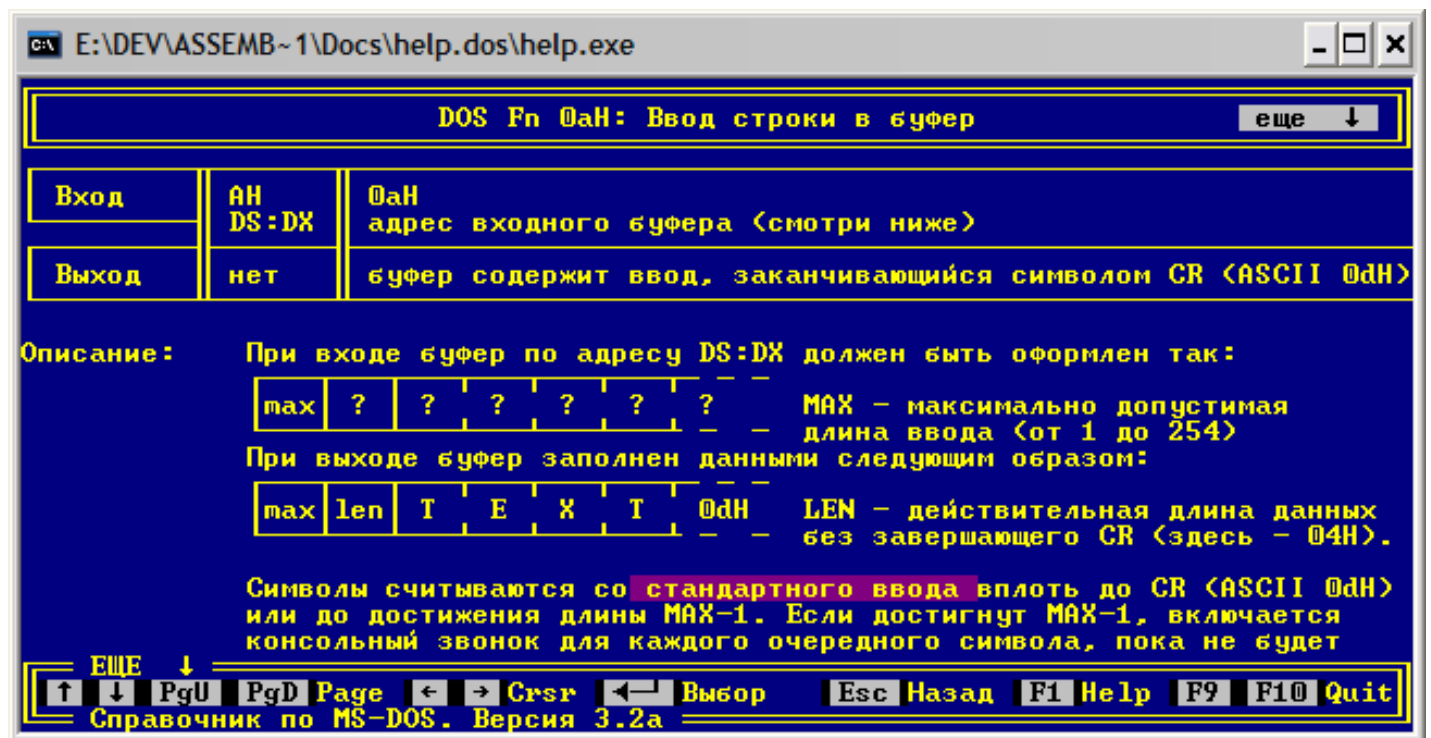 E:\DEV\ASSEMB~1\Docs\help.dos\help.exe
DOS Fn 0aH: Ввод строки в буфер еще ↓
Вход AH 0aH
DS:DX адрес входного буфера (смотри ниже)
Выход нет буфер содержит ввод, заканчивающийся символом CR (ASCII 0dH)
Описание: При входе буфер по адресу DS:DX должен быть оформлен так:
max ? ? ? ? ? ? MAX - максимально допустимая
длина ввода (от 1 до 254)
При выходе буфер заполнен данными следующим образом:
max len T E X T 0dH LEN - действительная длина данных
без завершающего CR (здесь - 04H).
Символы считываются со стандартного ввода вплоть до CR (ASCII 0dH)
или до достижения длины MAX-1. Если достигнут MAX-1, включается
консольный звонок для каждого очередного символа, пока не будет
ЕЩЕ ↓
↑ ↓ PgU PgD Page ← → Crsr ◄─┘ Выбор Esc Назад F1 Help F9 F10 Quit
Справочник по MS-DOS. Версия 3.2a